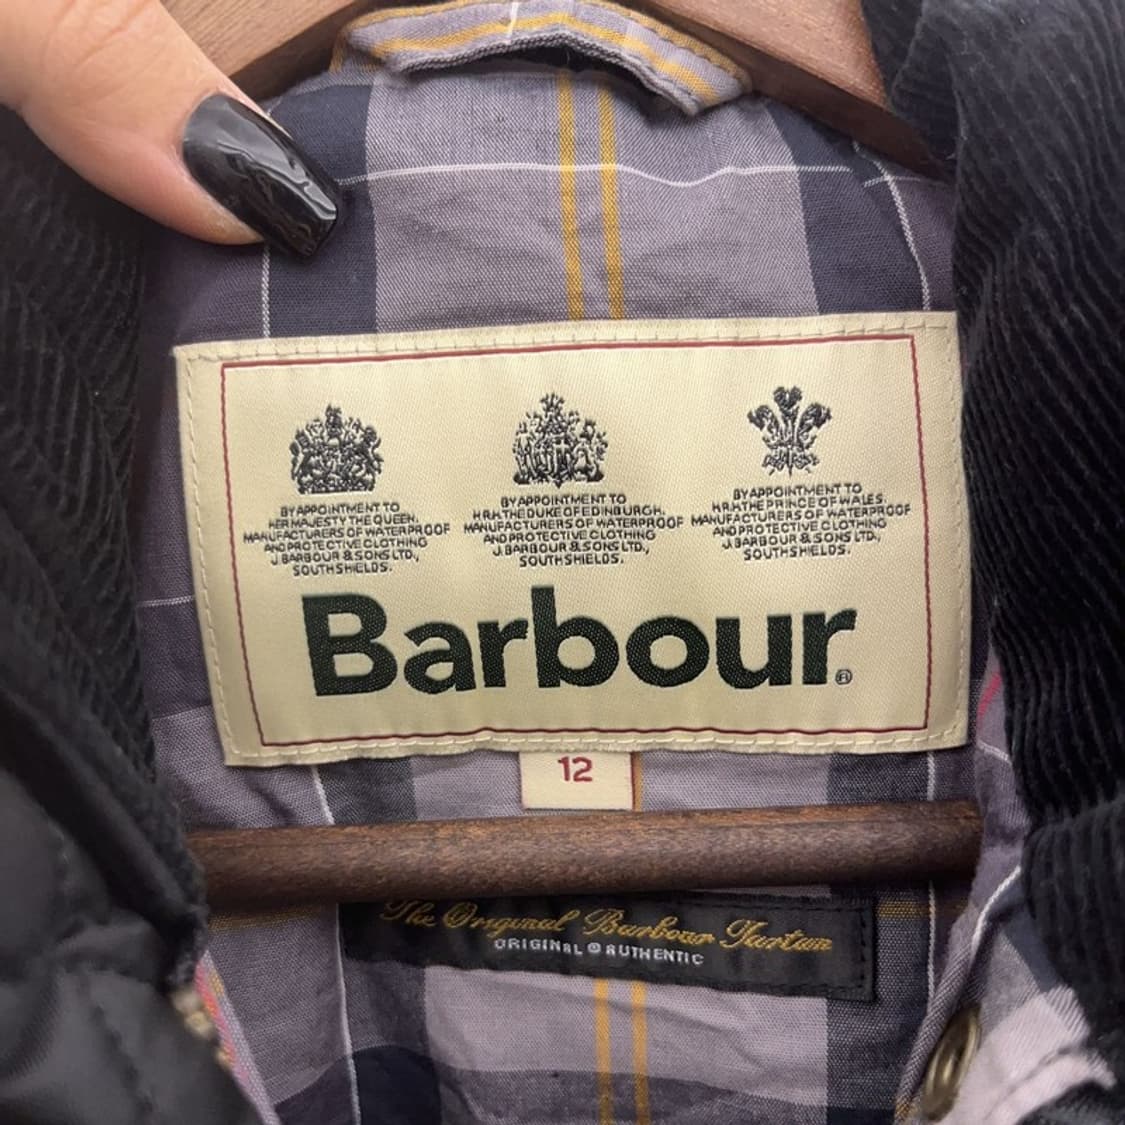 BY APPOINTMENT TO
HER MAJESTY THE QUEEN,
MANUFACTURERS OF WATERPROOF
AND PROTECTIVE CLOTHING
J. BARBOUR & SONS LTD.,
SOUTH SHIELDS.
BY APPOINTMENT TO
H.R.H. THE DUKE OF EDINBURGH.
MANUFACTURERS OF WATERPROOF
AND PROTECTIVE CLOTHING
J. BARBOUR & SONS LTD.,
SOUTH SHIELDS.
BY APPOINTMENT TO
H.R.H. THE PRINCE OF WALES.
MANUFACTURERS OF WATERPROOF
AND PROTECTIVE CLOTHING
J. BARBOUR & SONS LTD.,
SOUTH SHIELDS.
Barbour®
12
The Original Barbour Tartan
ORIGINAL @ AUTHENTIC